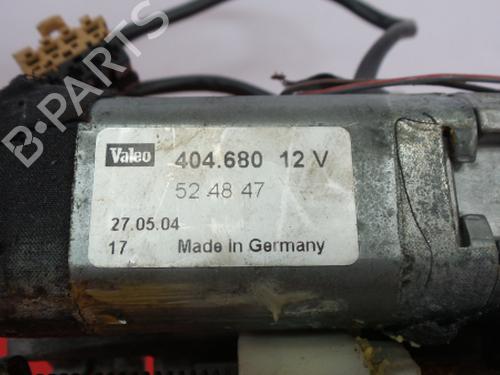 B-PARTS
Valeo 404.680 12 V
52 48 47
27.05.04
17 Made in Germany